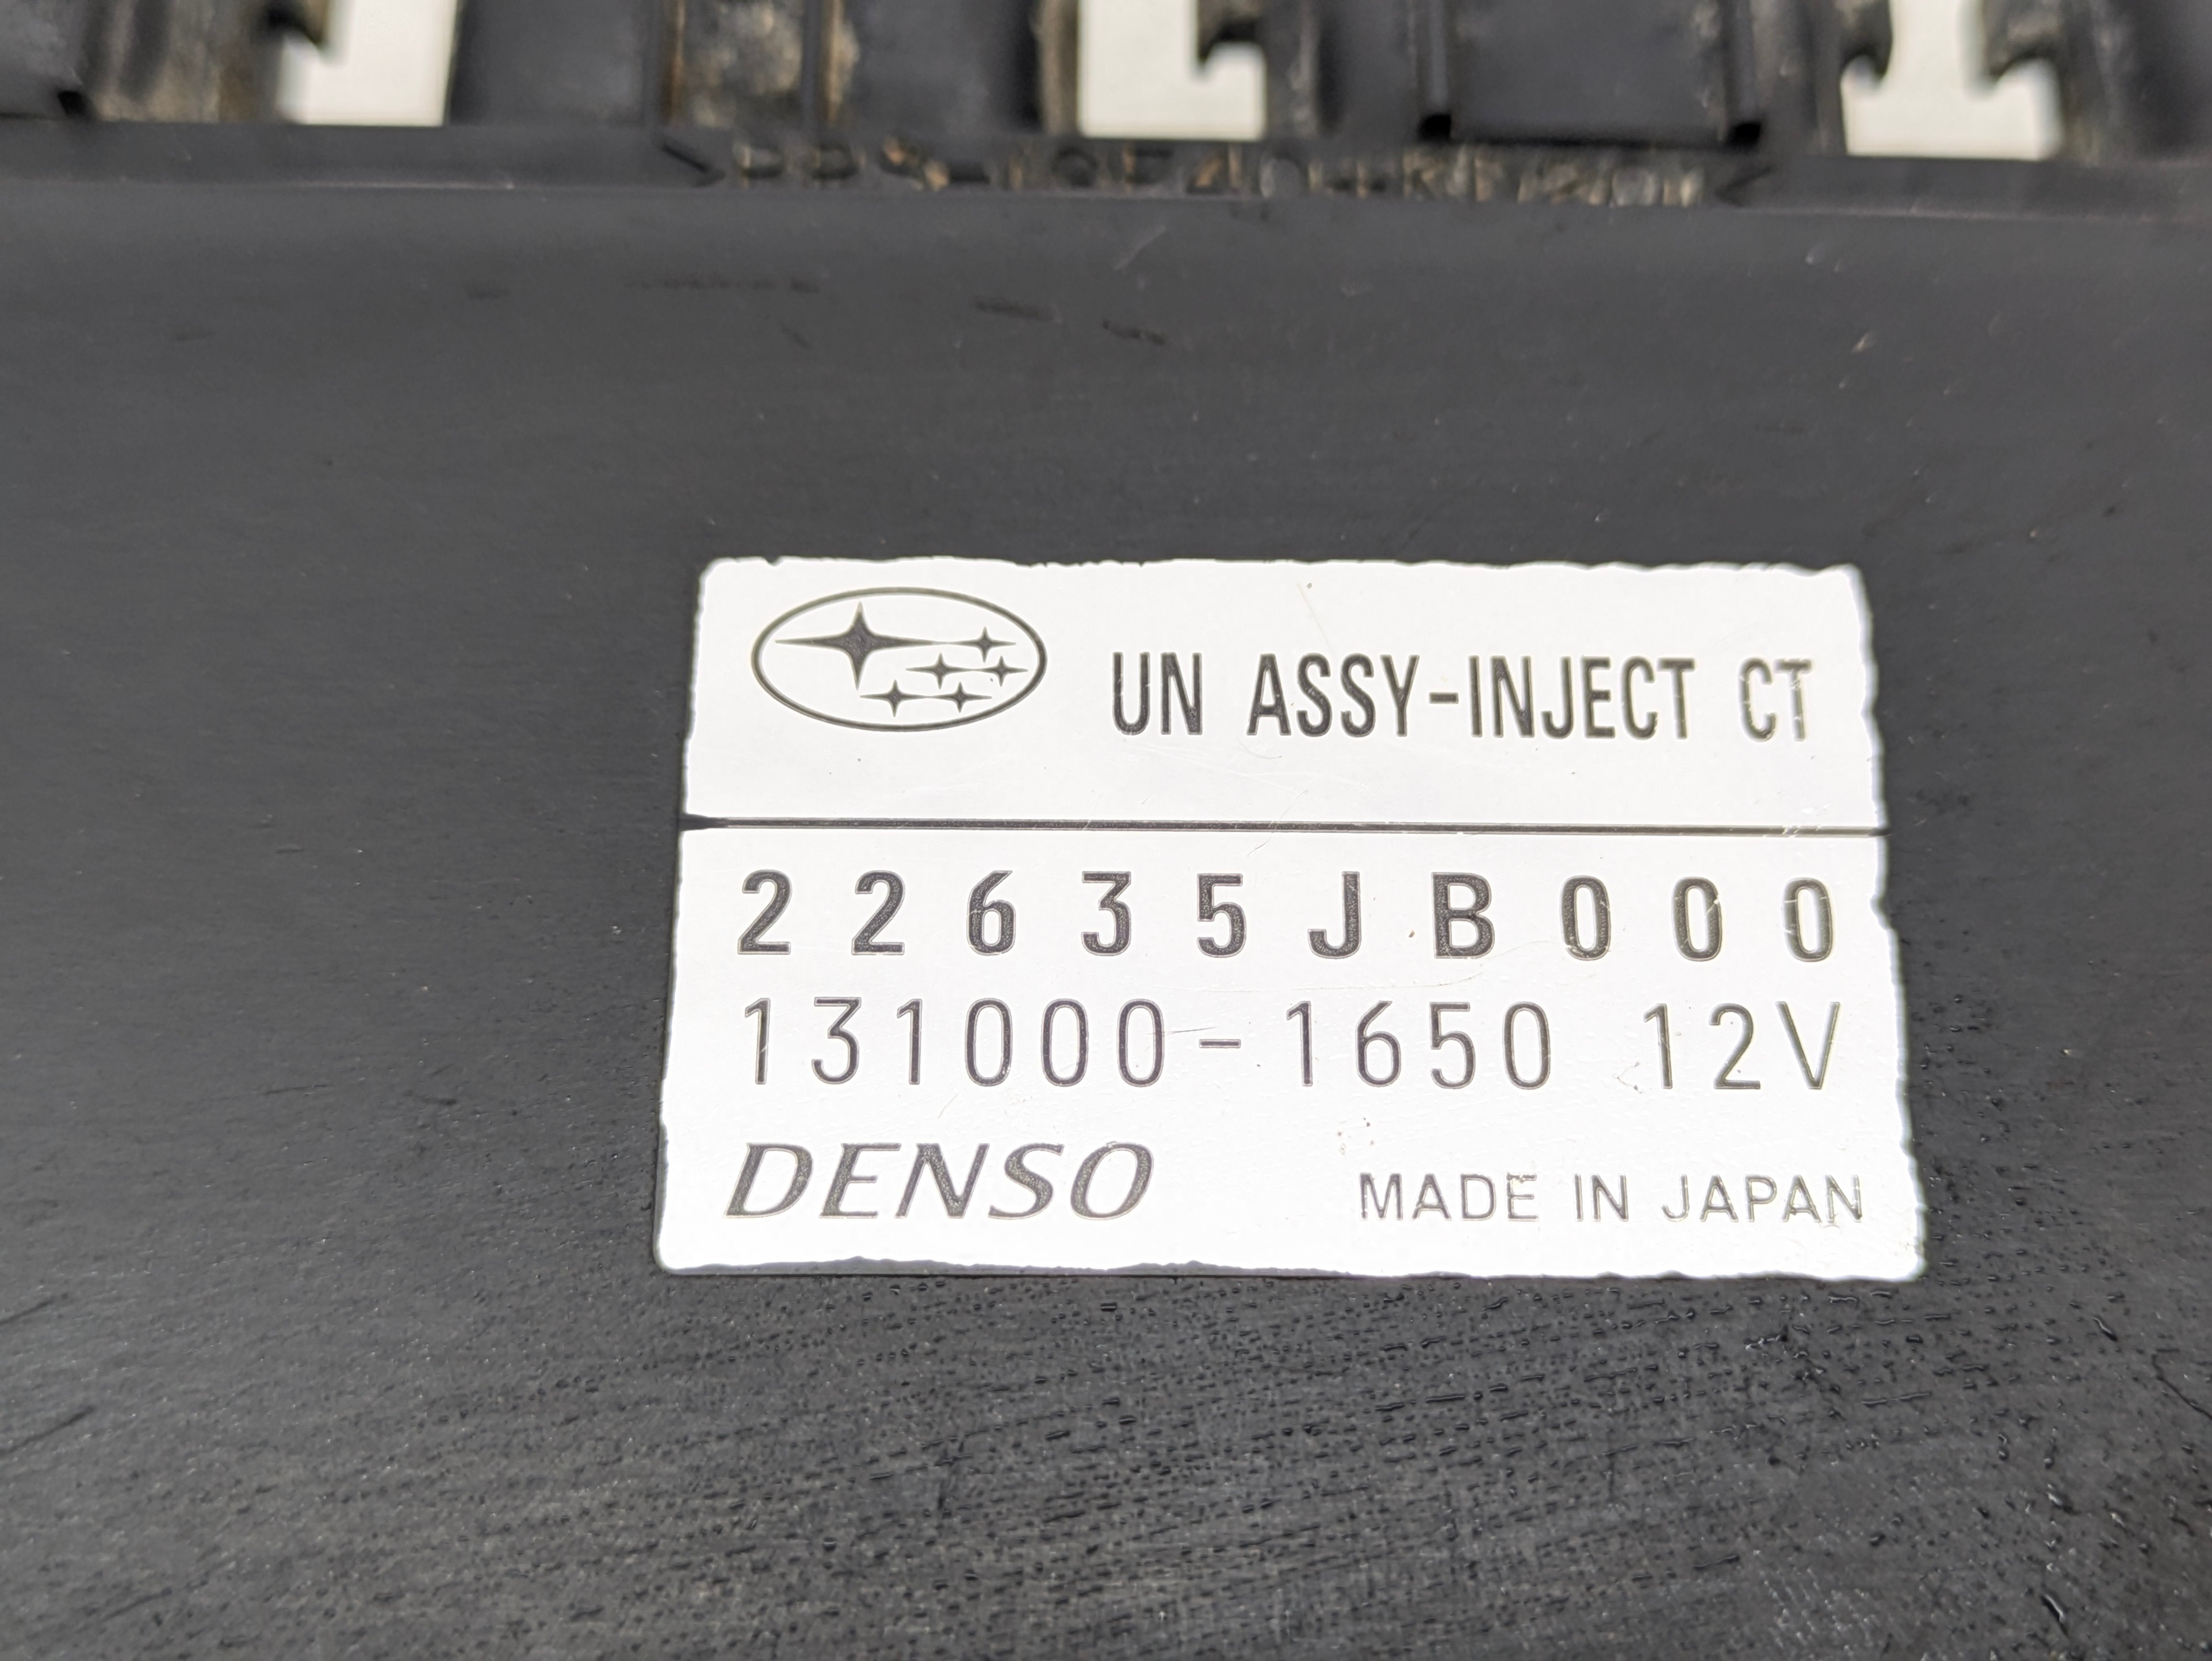 UN ASSY-INJECT CT
22635JB000
131000-1650 12V
DENSO
MADE IN JAPAN